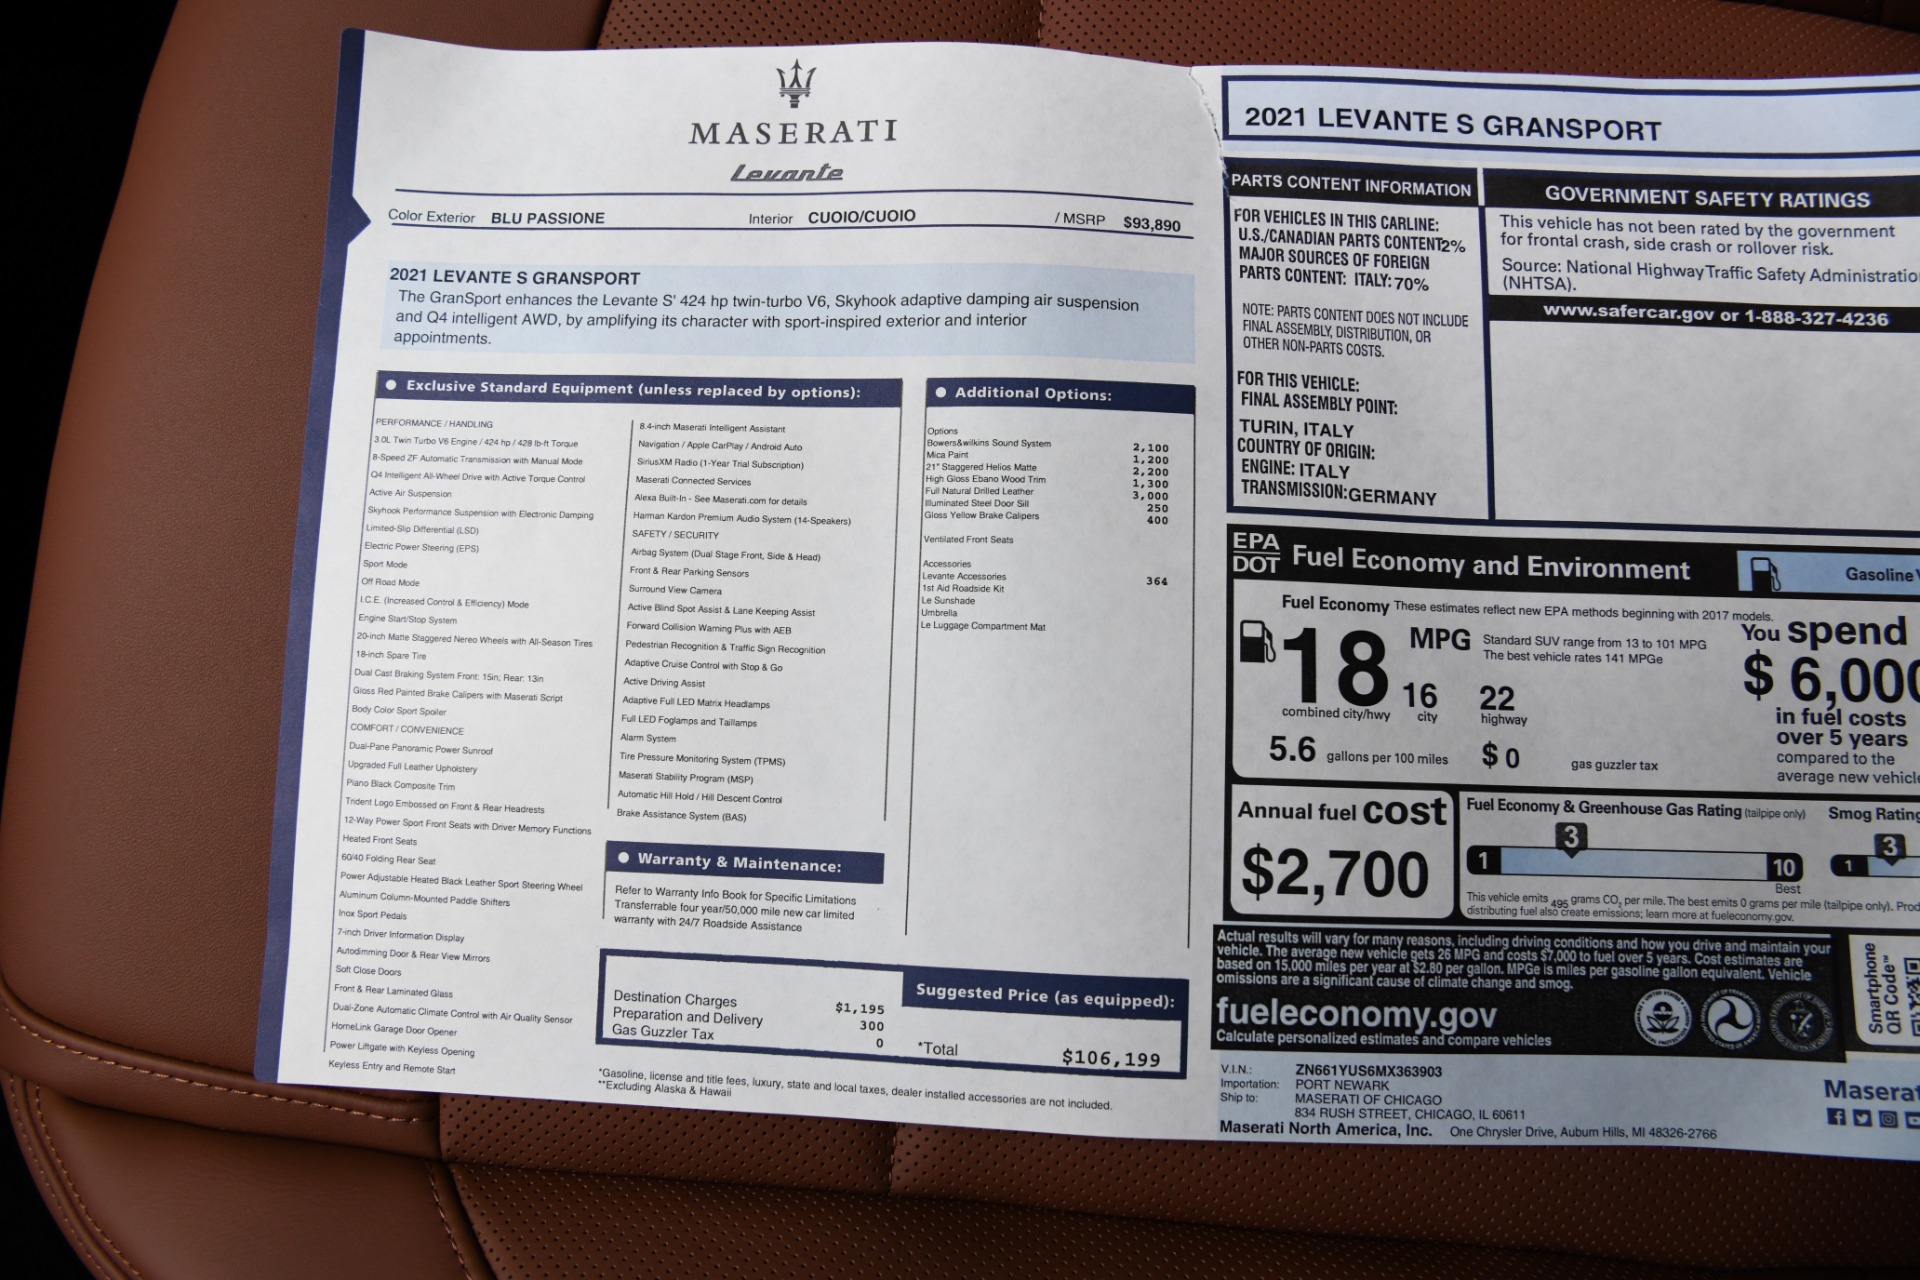 MASERATI
Levante
Color Exterior BLU PASSIONE Interior CUOIO/CUOIO / MSRP $93,890
2021 LEVANTE S GRANSPORT
The GranSport enhances the Levante S' 424 hp twin-turbo V6, Skyhook adaptive damping air suspension
and Q4 intelligent AWD, by amplifying its character with sport-inspired exterior and interior
appointments.
Exclusive Standard Equipment (unless replaced by options):
PERFORMANCE / HANDLING
3.0L Twin Turbo V6 Engine / 424 hp / 428 lb-ft Torque
8-Speed ZF Automatic Transmission with Manual Mode
Q4 Intelligent All-Wheel Drive with Active Torque Control
Active Air Suspension
Skyhook Performance Suspension with Electronic Damping
Limited-Slip Differential (LSD)
Electric Power Steering (EPS)
Sport Mode
Off Road Mode
I.C.E. (Increased Control & Efficiency) Mode
Engine Start/Stop System
20-inch Matte Staggered Nereo Wheels with All-Season Tires
18-inch Spare Tire
Dual Cast Braking System Front: 15in; Rear: 13in
Gloss Red Painted Brake Calipers with Maserati Script
Body Color Sport Spoiler
COMFORT / CONVENIENCE
Dual-Pane Panoramic Power Sunroof
Upgraded Full Leather Upholstery
Piano Black Composite Trim
Trident Logo Embossed on Front & Rear Headrests
12-Way Power Sport Front Seats with Driver Memory Functions
Heated Front Seats
60/40 Folding Rear Seat
Power Adjustable Heated Black Leather Sport Steering Wheel
Aluminum Column-Mounted Paddle Shifters
Inox Sport Pedals
7-inch Driver Information Display
Autodimming Door & Rear View Mirrors
Soft Close Doors
Front & Rear Laminated Glass
Dual-Zone Automatic Climate Control with Air Quality Sensor
HomeLink Garage Door Opener
Power Liftgate with Keyless Opening
Keyless Entry and Remote Start
8.4-inch Maserati Intelligent Assistant
Navigation / Apple CarPlay / Android Auto
SiriusXM Radio (1-Year Trial Subscription)
Maserati Connected Services
Alexa Built-In - See Maserati.com for details
Harman Kardon Premium Audio System (14-Speakers)
SAFETY / SECURITY
Airbag System (Dual Stage Front, Side & Head)
Front & Rear Parking Sensors
Surround View Camera
Active Blind Spot Assist & Lane Keeping Assist
Forward Collision Warning Plus with AEB
Pedestrian Recognition & Traffic Sign Recognition
Adaptive Cruise Control with Stop & Go
Active Driving Assist
Adaptive Full LED Matrix Headlamps
Full LED Foglamps and Taillamps
Alarm System
Tire Pressure Monitoring System (TPMS)
Maserati Stability Program (MSP)
Automatic Hill Hold / Hill Descent Control
Brake Assistance System (BAS)
Warranty & Maintenance:
Refer to Warranty Info Book for Specific Limitations
Transferrable four year/50,000 mile new car limited
warranty with 24/7 Roadside Assistance
Additional Options:
Options
Bowers&wilkins Sound System 2,100
Mica Paint 1,200
21" Staggered Helios Matte 2,200
High Gloss Ebano Wood Trim 1,300
Full Natural Drilled Leather 3,000
Illuminated Steel Door Sill 250
Gloss Yellow Brake Calipers 400
Ventilated Front Seats
Accessories
Levante Accessories 364
1st Aid Roadside Kit
Le Sunshade
Umbrella
Le Luggage Compartment Mat
Destination Charges $1,195
Preparation and Delivery 300
Gas Guzzler Tax 0
Suggested Price (as equipped):
*Total $106,199
*Gasoline, license and title fees, luxury, state and local taxes, dealer installed accessories are not included.
**Excluding Alaska & Hawaii
2021 LEVANTE S GRANSPORT
PARTS CONTENT INFORMATION
FOR VEHICLES IN THIS CARLINE:
U.S./CANADIAN PARTS CONTENT2%
MAJOR SOURCES OF FOREIGN
PARTS CONTENT: ITALY: 70%
NOTE: PARTS CONTENT DOES NOT INCLUDE
FINAL ASSEMBLY, DISTRIBUTION, OR
OTHER NON-PARTS COSTS.
FOR THIS VEHICLE:
FINAL ASSEMBLY POINT:
TURIN, ITALY
COUNTRY OF ORIGIN:
ENGINE: ITALY
TRANSMISSION:GERMANY
GOVERNMENT SAFETY RATINGS
This vehicle has not been rated by the government
for frontal crash, side crash or rollover risk.
Source: National Highway Traffic Safety Administratio
(NHTSA).
www.safercar.gov or 1-888-327-4236
EPA
DOT Fuel Economy and Environment
Gasoline V
Fuel Economy These estimates reflect new EPA methods beginning with 2017 models.
18 MPG
combined city/hwy
16
city
22
highway
Standard SUV range from 13 to 101 MPG
The best vehicle rates 141 MPGe
5.6 gallons per 100 miles
$ 0 gas guzzler tax
You spend
$ 6,000
in fuel costs
over 5 years
compared to the
average new vehicle
Annual fuel cost
$2,700
Fuel Economy & Greenhouse Gas Rating (tailpipe only)
1 3 10
Best
Smog Rating
1 3
This vehicle emits 495 grams CO2 per mile. The best emits 0 grams per mile (tailpipe only). Prod
distributing fuel also create emissions; learn more at fueleconomy.gov.
Actual results will vary for many reasons, including driving conditions and how you drive and maintain your
vehicle. The average new vehicle gets 26 MPG and costs $7,000 to fuel over 5 years. Cost estimates are
based on 15,000 miles per year at $2.80 per gallon. MPGe is miles per gasoline gallon equivalent. Vehicle
omissions are a significant cause of climate change and smog.
fueleconomy.gov
Calculate personalized estimates and compare vehicles
Smartphone
QR Code™
V.I.N.: ZN661YUS6MX363903
Importation: PORT NEWARK
Ship to: MASERATI OF CHICAGO
834 RUSH STREET, CHICAGO, IL 60611
Maserati North America, Inc. One Chrysler Drive, Auburn Hills, MI 48326-2766
Maserat